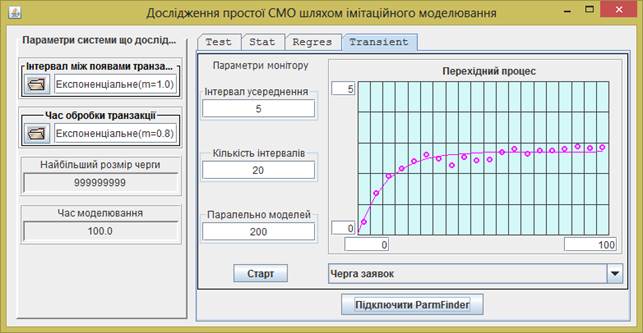 Дослідження простої СМО шляхом імітаційного моделювання
Параметри системи що дослід...
Інтервал між появами транза...
Експоненціальне(m=1.0)
Час обробки транзакції
Експоненціальне(m=0.8)
Найбільший розмір черги
999999999
Час моделювання
100.0
Test Stat Regres Transient
Параметри монітору
Інтервал усереднення
5
Кількість інтервалів
20
Паралельно моделей
200
Старт
Перехідний процес
5
0
0 100
Черга заявок
Підключити ParmFinder